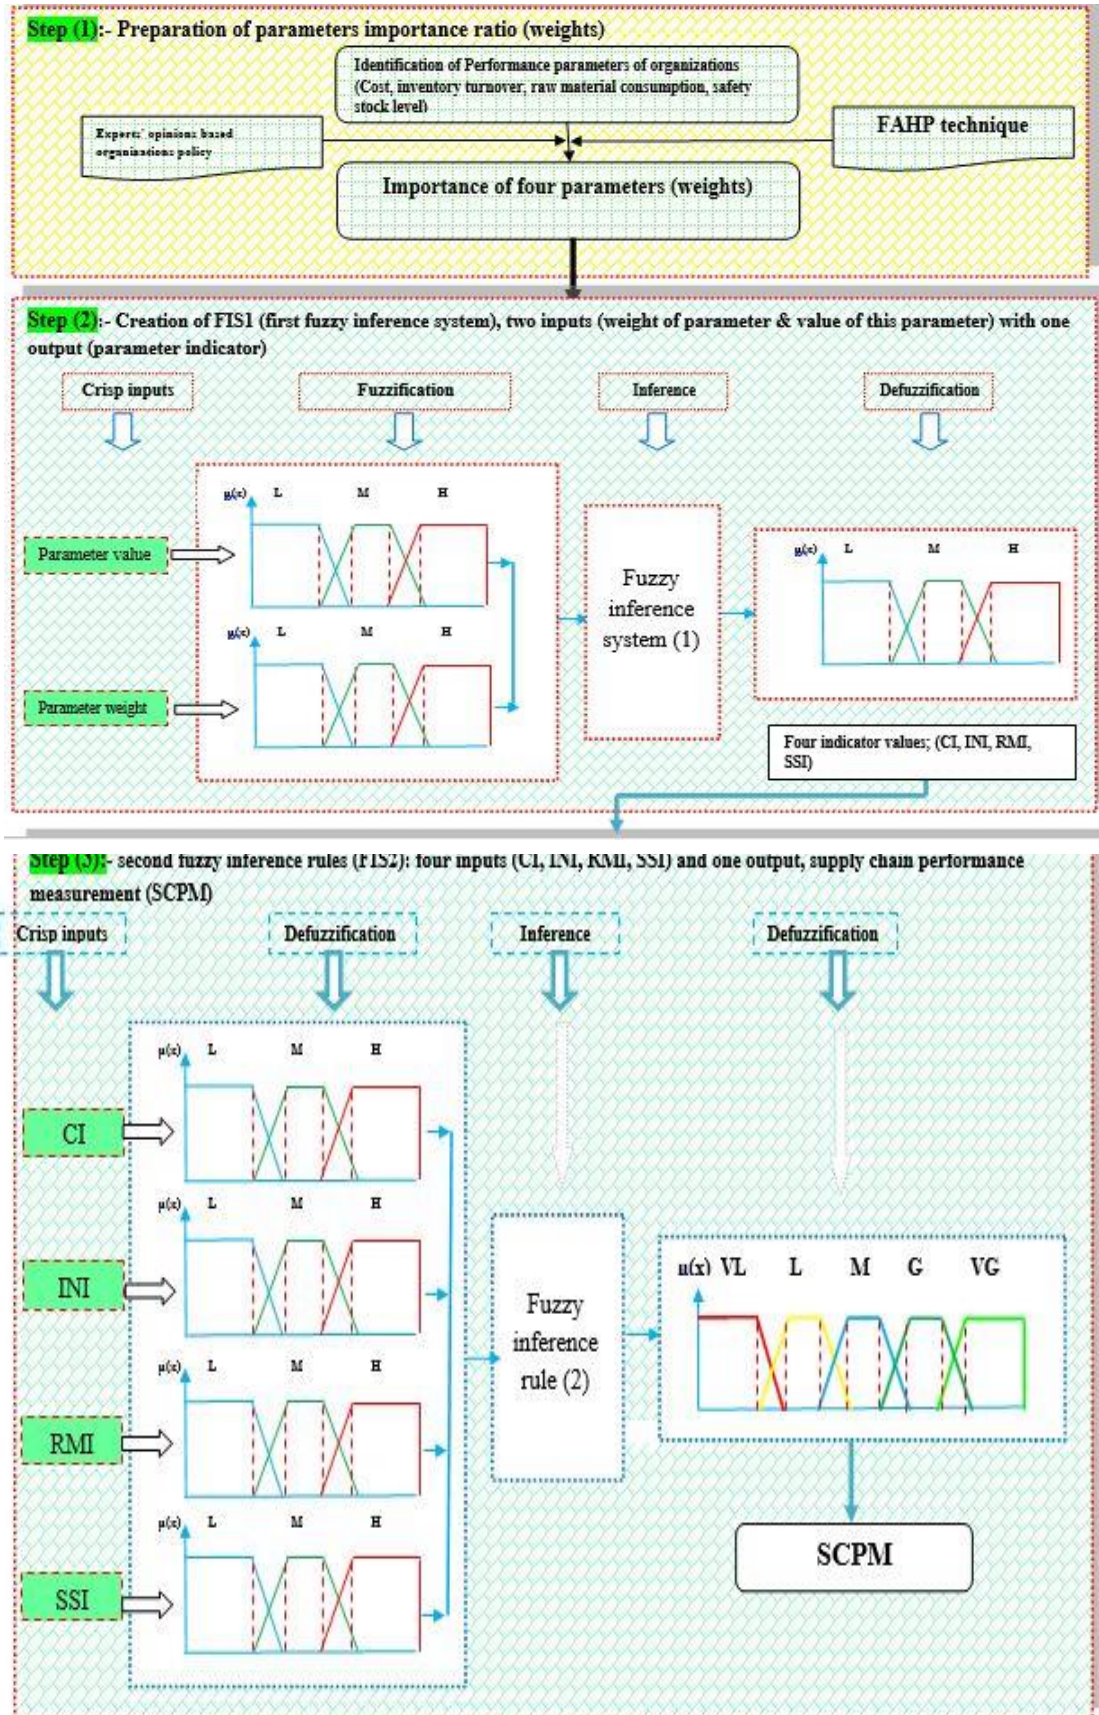 Step (1):- Preparation of parameters importance ratio (weights)
Identification of Performance parameters of organizations
(Cost, inventory turnover, raw material consumption, safety
stock level)
Experts' opinions based
organizations policy
FAHP technique
Importance of four parameters (weights)
Step (2):- Creation of FIS1 (first fuzzy inference system), two inputs (weight of parameter & value of this parameter) with one
output (parameter indicator)
Crisp inputs
Fuzzification
Inference
Defuzzification
μ(x) L M H
Parameter value
μ(x) L M H
Parameter weight
Fuzzy
inference
system (1)
μ(x) L M H
Four indicator values; (CI, INI, RMI,
SSI)
Step (3):- second fuzzy inference rules (FIS2): four inputs (CI, INI, RMI, SSI) and one output, supply chain performance
measurement (SCPM)
Crisp inputs
Defuzzification
Inference
Defuzzification
μ(x) L M H
CI
μ(x) L M H
INI
μ(x) L M H
RMI
μ(x) L M H
SSI
Fuzzy
inference
rule (2)
μ(x) VL L M G VG
SCPM